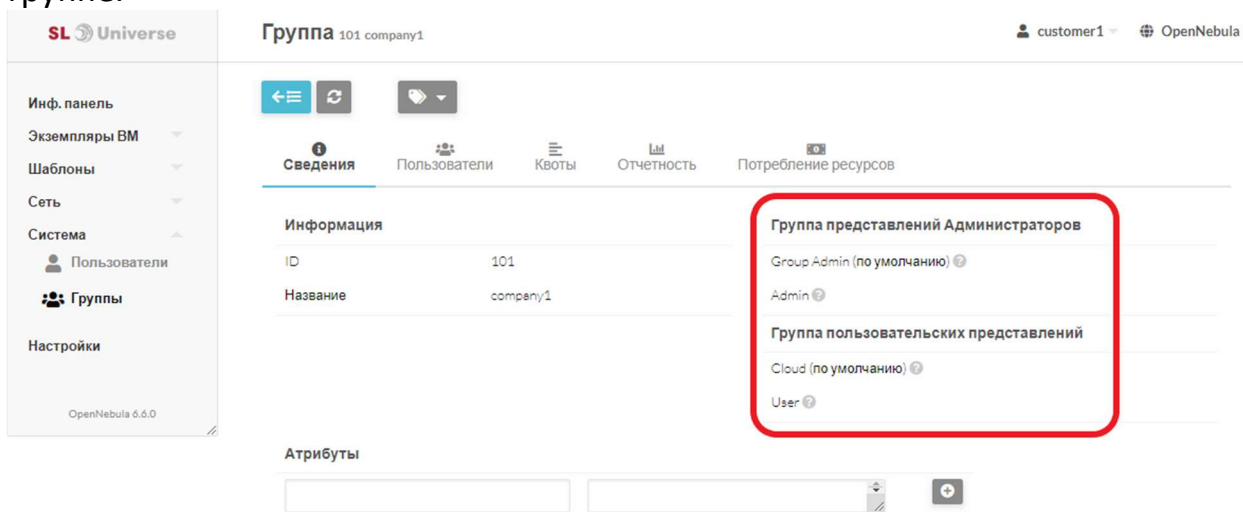 группе.
SL Universe
Группа 101 company1
customer1
OpenNebula
Инф. панель
Экземпляры ВМ
Шаблоны
Сеть
Система
Пользователи
Группы
Настройки
OpenNebula 6.6.0
Сведения
Пользователи
Квоты
Отчетность
Потребление ресурсов
Информация
ID 101
Название company1
Группа представлений Администраторов
Group Admin (по умолчанию)
Admin
Группа пользовательских представлений
Cloud (по умолчанию)
User
Атрибуты